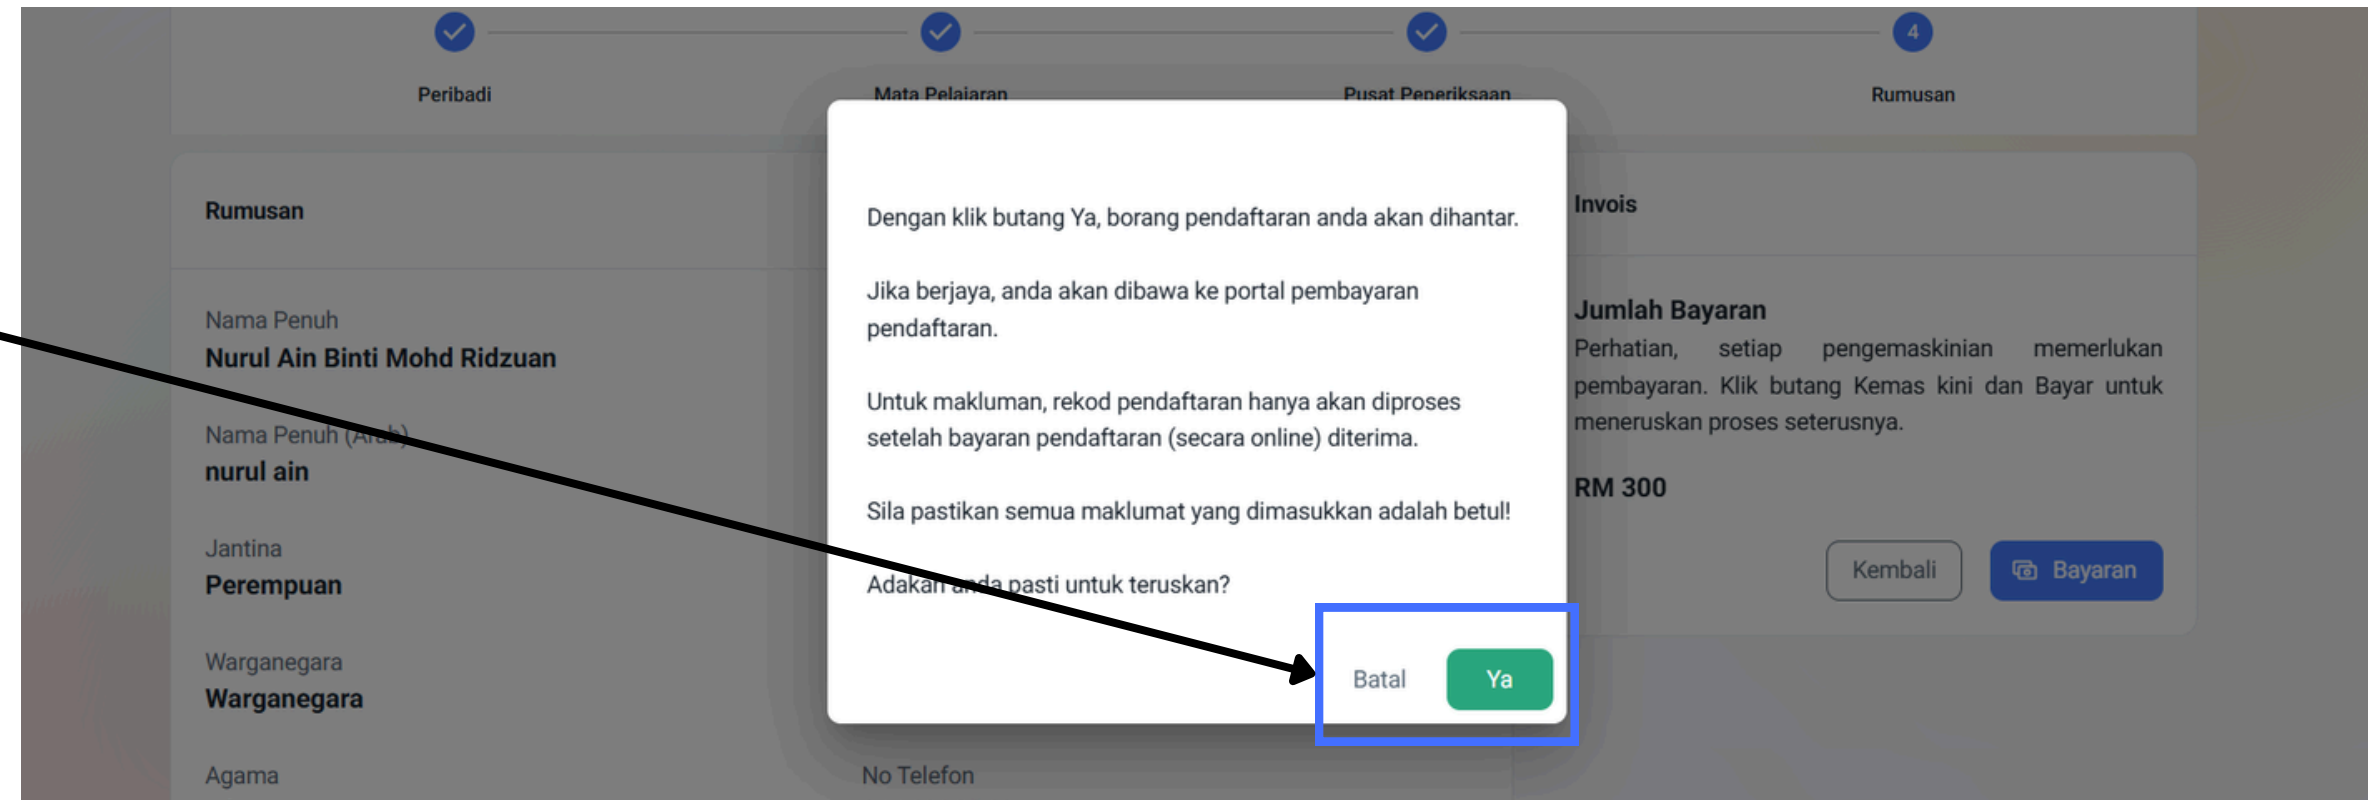 4
Peribadi
Mata Pelajaran
Pusat Peperiksaan
Rumusan
Rumusan
Nama Penuh
Nurul Ain Binti Mohd Ridzuan
Nama Penuh (Arab)
nurul ain
Jantina
Perempuan
Warganegara
Warganegara
Agama
No Telefon
Dengan klik butang Ya, borang pendaftaran anda akan dihantar.
Jika berjaya, anda akan dibawa ke portal pembayaran
pendaftaran.
Untuk makluman, rekod pendaftaran hanya akan diproses
setelah bayaran pendaftaran (secara online) diterima.
Sila pastikan semua maklumat yang dimasukkan adalah betul!
Adakah anda pasti untuk teruskan?
Batal
Ya
Invois
Jumlah Bayaran
Perhatian, setiap pengemaskinian memerlukan
pembayaran. Klik butang Kemas kini dan Bayar untuk
meneruskan proses seterusnya.
RM 300
Kembali
Bayaran